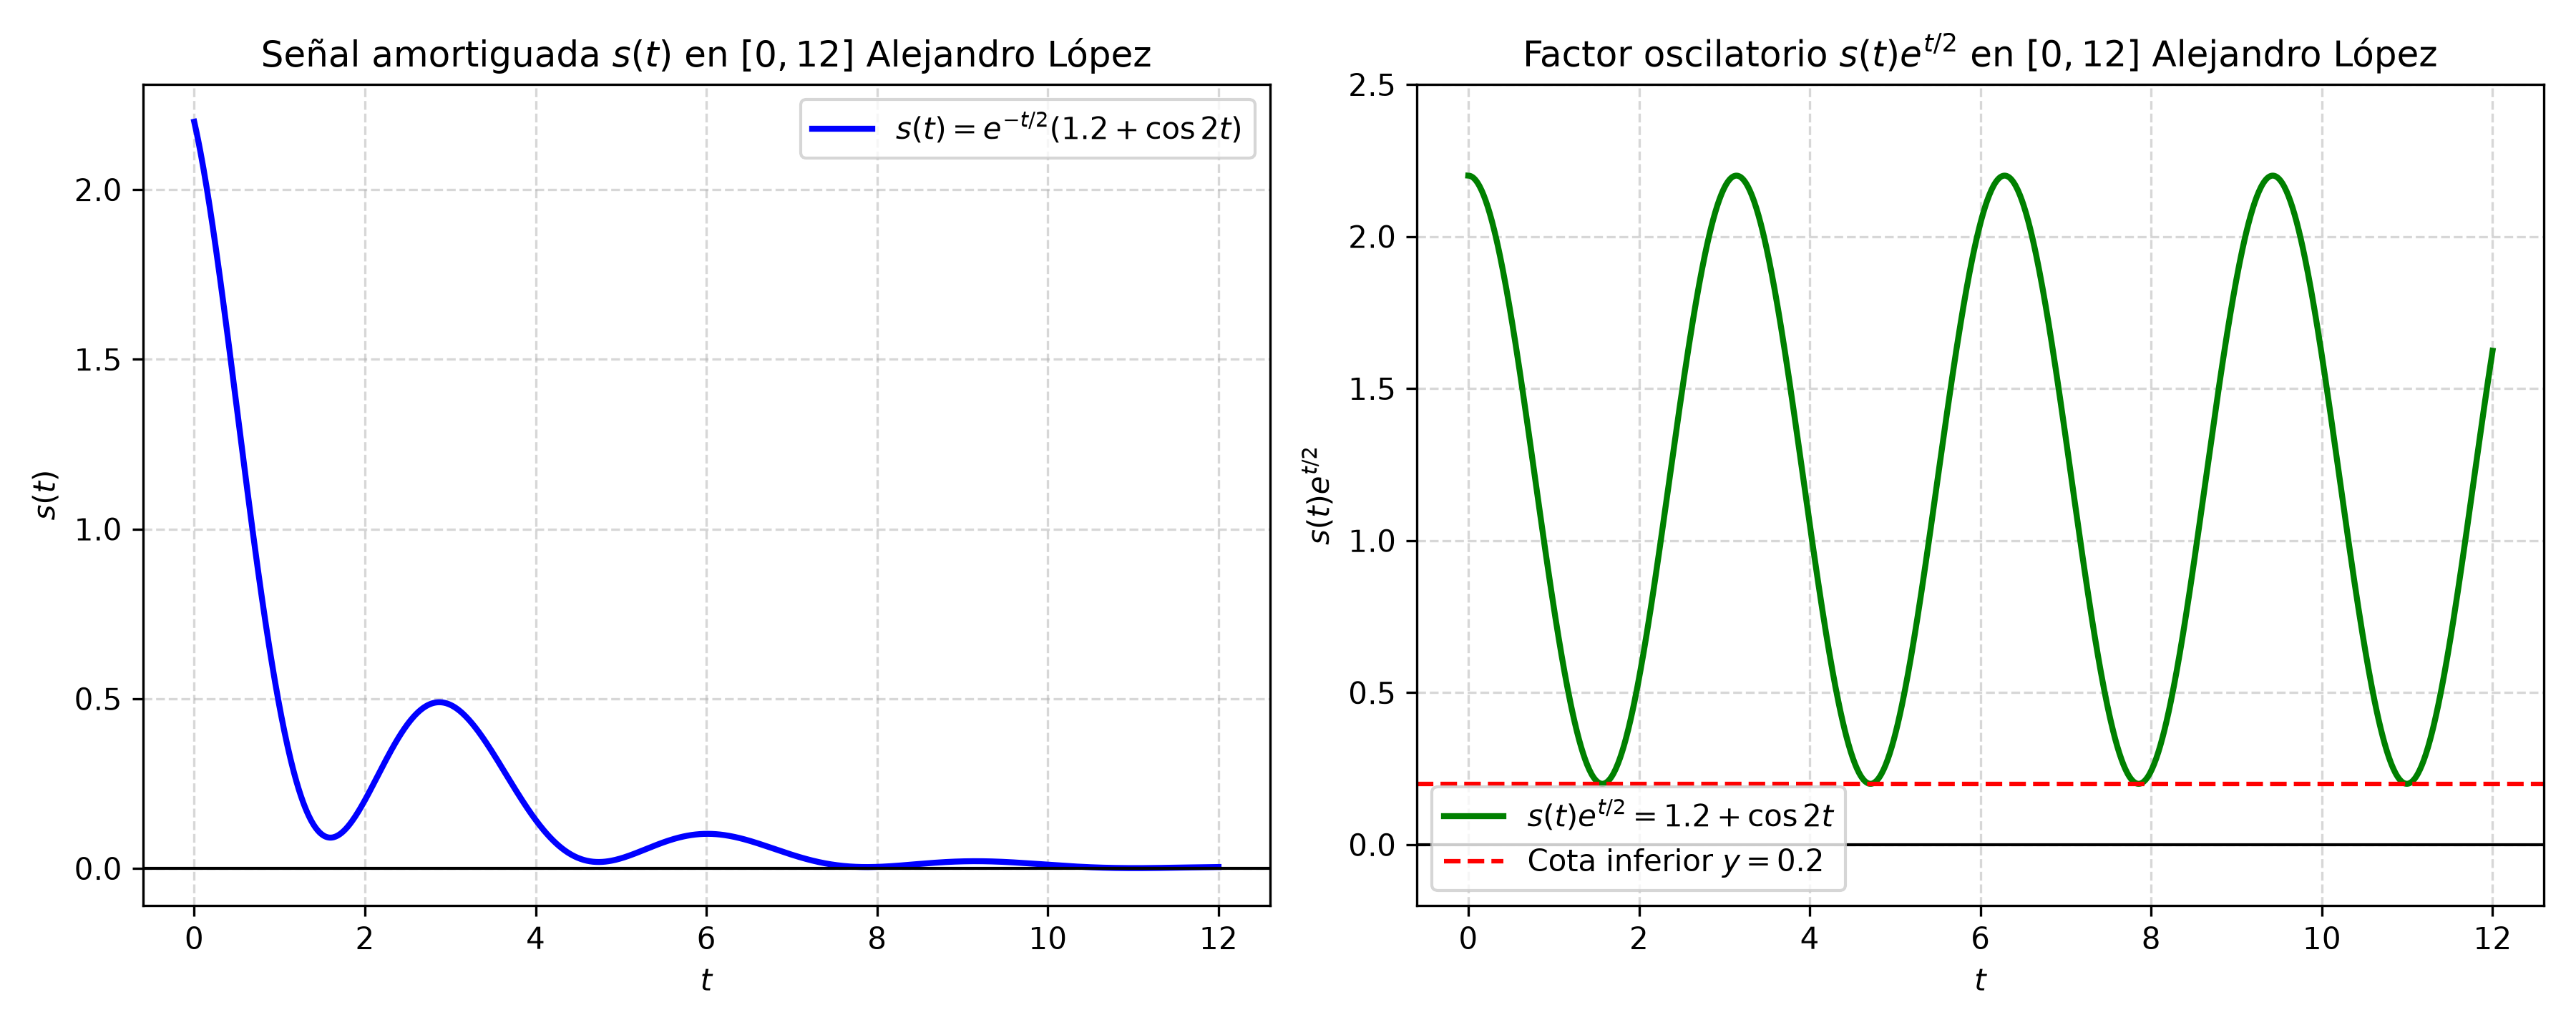 Señal amortiguada s(t) en [0, 12] Alejandro López
s(t) = e^{-t/2}(1.2 + cos 2t)
s(t)
2.0
1.5
1.0
0.5
0.0
0 2 4 6 8 10 12
t
Factor oscilatorio s(t)e^{t/2} en [0, 12] Alejandro López
s(t)e^{t/2}
2.5
2.0
1.5
1.0
0.5
0.0
s(t)e^{t/2} = 1.2 + cos 2t
Cota inferior y = 0.2
0 2 4 6 8 10 12
t